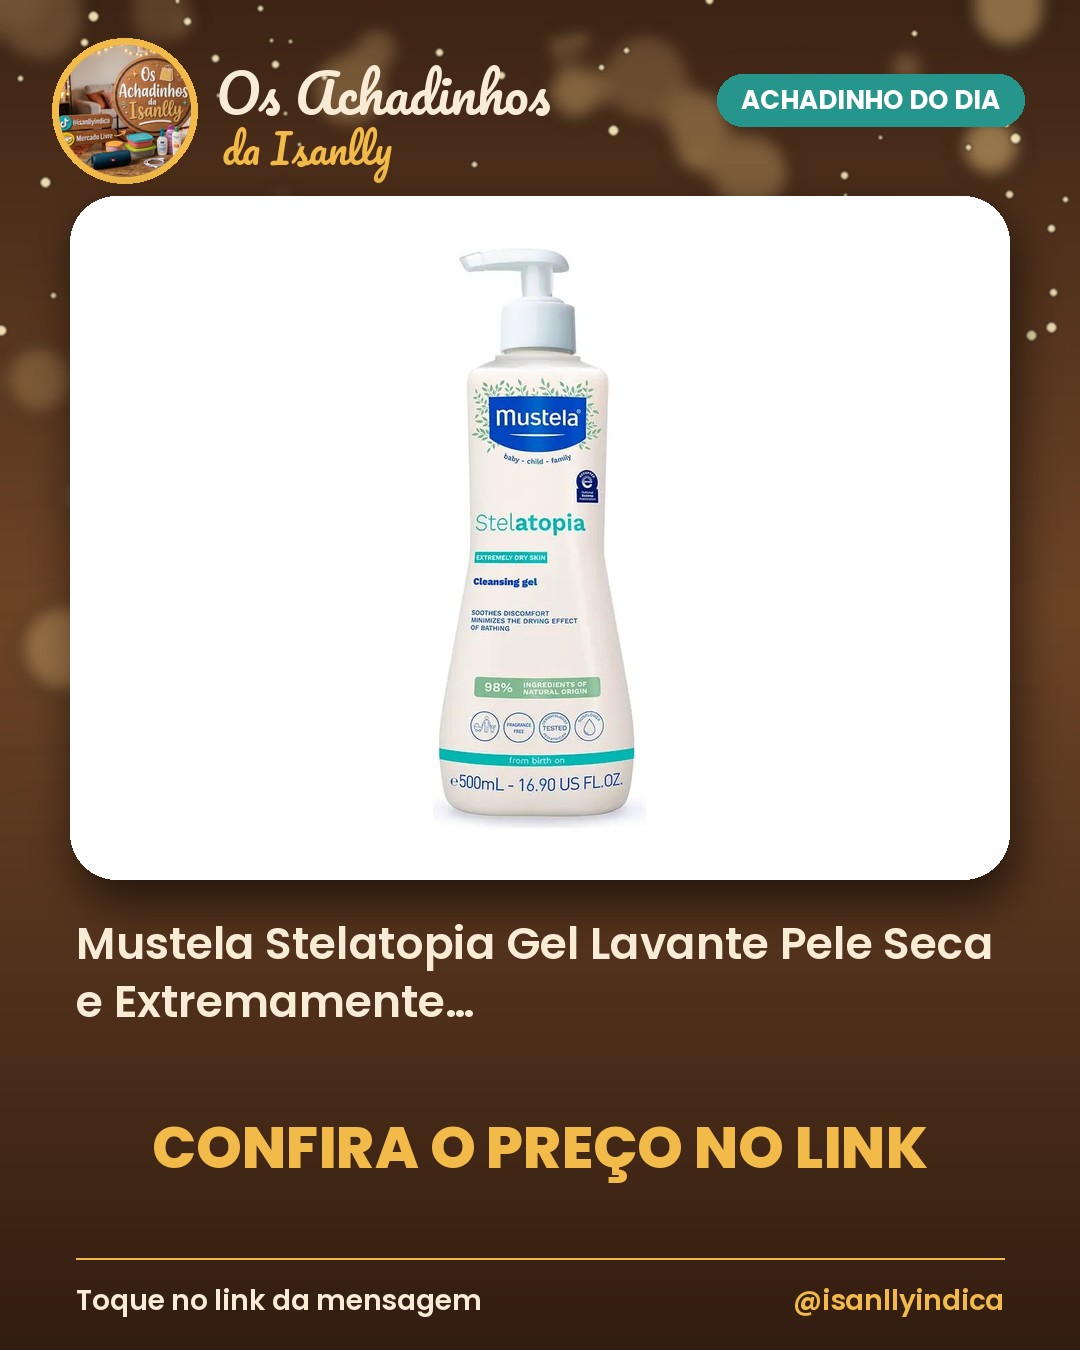 Os
Achadinhos
da
Isanlly
@isanllyindica
Mercado Livre
Os Achadinhos
da Isanlly
ACHADINHO DO DIA
Mustela®
baby - child - family
Stelatopia
EXTREMELY DRY SKIN
Cleansing gel
SOOTHES DISCOMFORT
MINIMIZES THE DRYING EFFECT
OF BATHING
98% INGREDIENTS OF
NATURAL ORIGIN
FRAGRANCE
FREE
TESTED
from birth on
℮500mL - 16.90 US FL.OZ.
Mustela Stelatopia Gel Lavante Pele Seca
e Extremamente...
CONFIRA O PREÇO NO LINK
Toque no link da mensagem
@isanllyindica